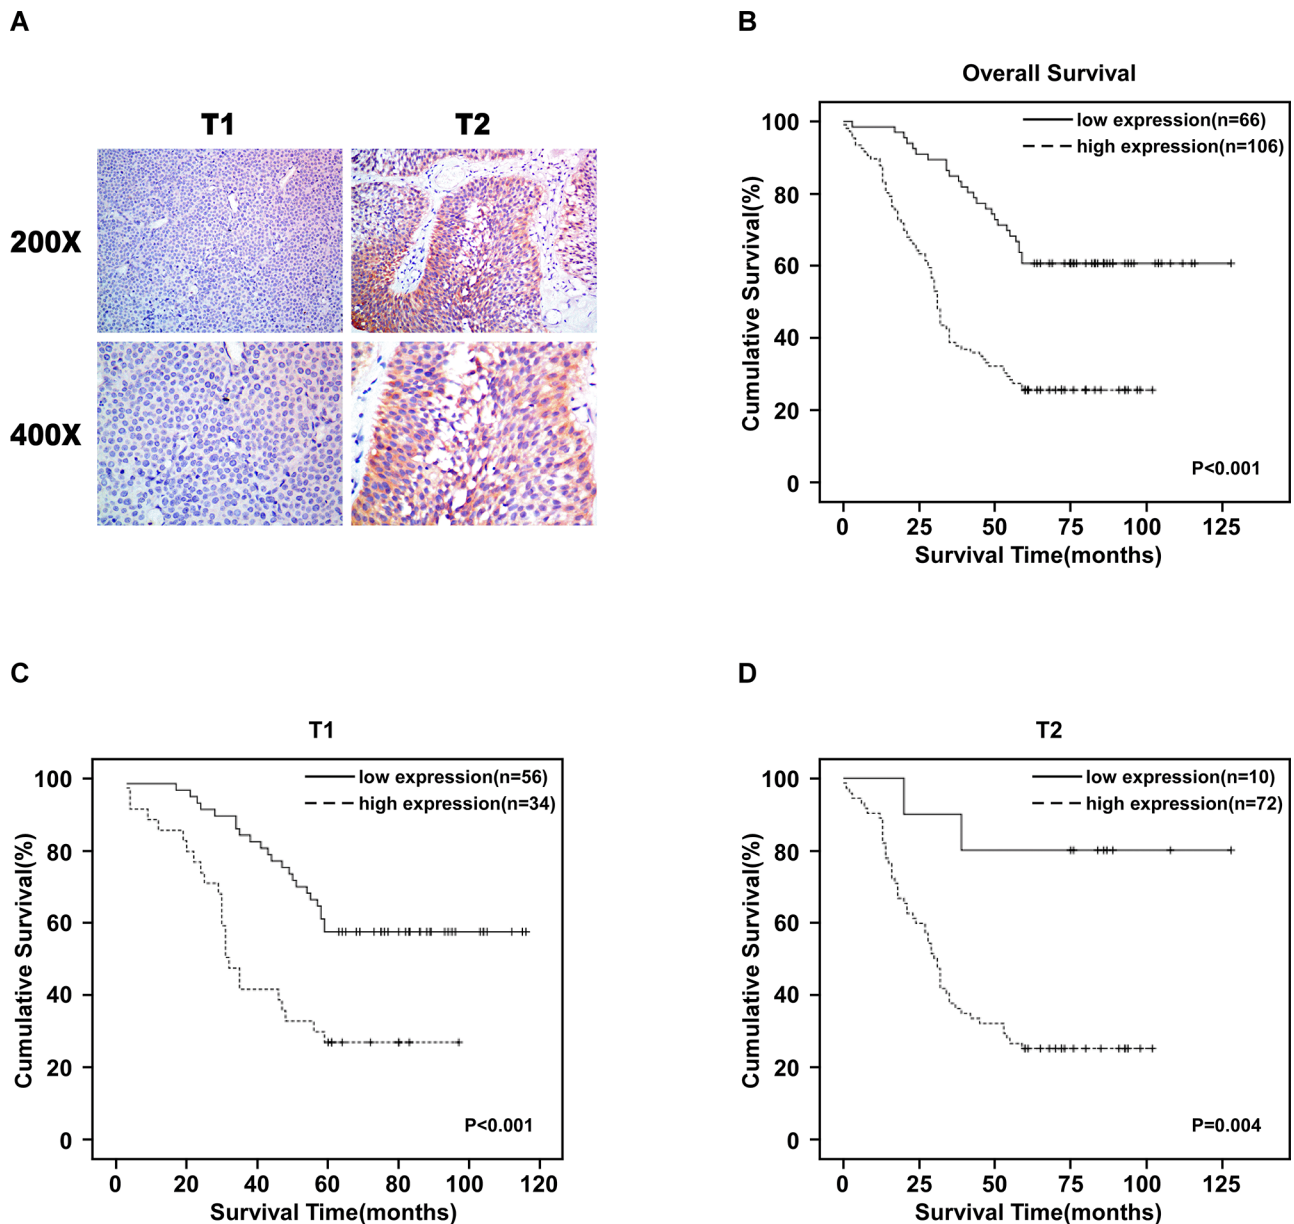 A
T1 T2
200X
400X
B
Overall Survival
low expression(n=66)
high expression(n=106)
Cumulative Survival(%)
100
80
60
40
20
0
P<0.001
0 25 50 75 100 125
Survival Time(months)
C
T1
low expression(n=56)
high expression(n=34)
Cumulative Survival(%)
100
80
60
40
20
0
P<0.001
0 20 40 60 80 100 120
Survival Time(months)
D
T2
low expression(n=10)
high expression(n=72)
Cumulative Survival(%)
100
80
60
40
20
0
P=0.004
0 25 50 75 100 125
Survival Time(months)